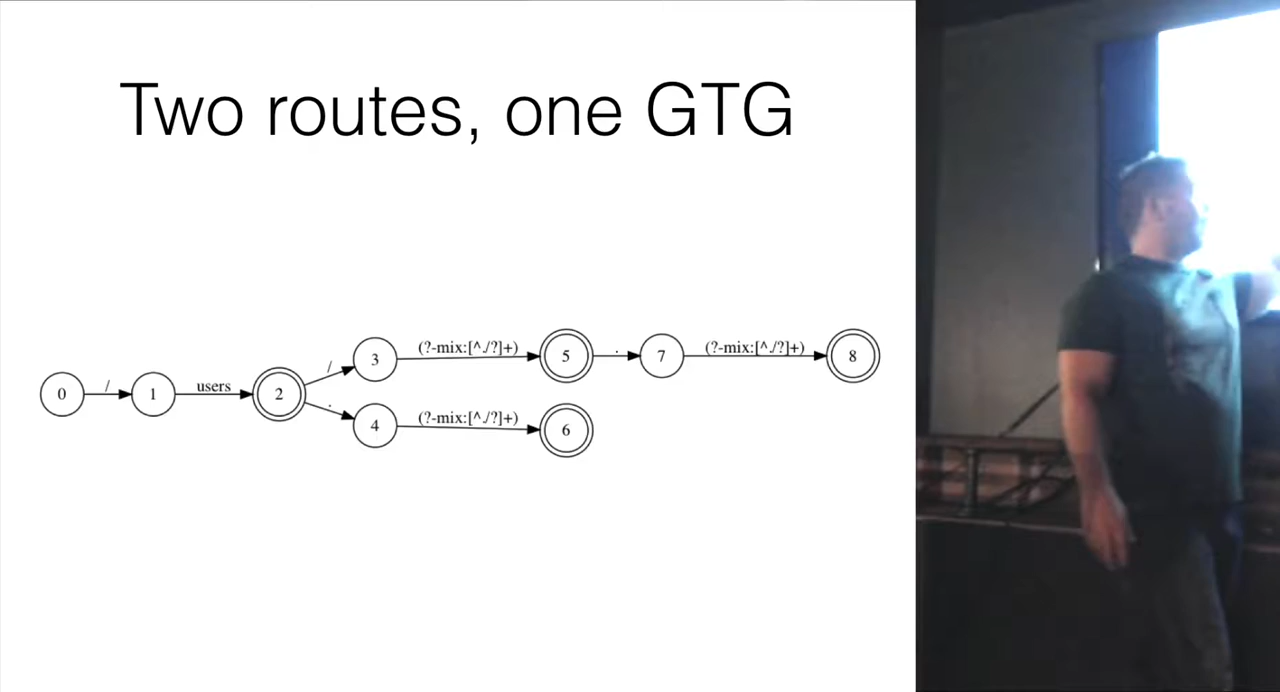 Two routes, one GTG
(?-mix:[^./?]+) (?-mix:[^./?]+)
3 5 . 7 8
/
0 / 1 users 2
.
(?-mix:[^./?]+)
4 6